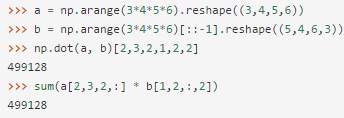 >>> a = np.arange(3*4*5*6).reshape((3,4,5,6))
>>> b = np.arange(3*4*5*6)[::-1].reshape((5,4,6,3))
>>> np.dot(a, b)[2,3,2,1,2,2]
499128
>>> sum(a[2,3,2,:] * b[1,2,:,2])
499128